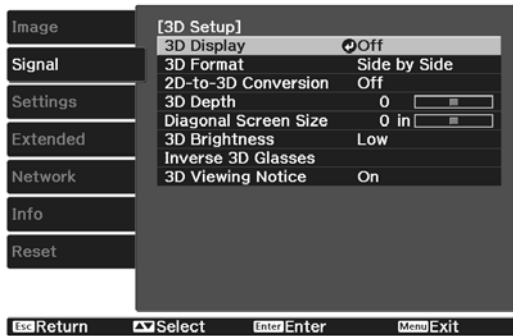 Image
Signal
Settings
Extended
Network
Info
Reset
[3D Setup]
3D Display Off
3D Format Side by Side
2D-to-3D Conversion Off
3D Depth 0
Diagonal Screen Size 0 in
3D Brightness Low
Inverse 3D Glasses
3D Viewing Notice On
Esc Return Select Enter Enter Menu Exit